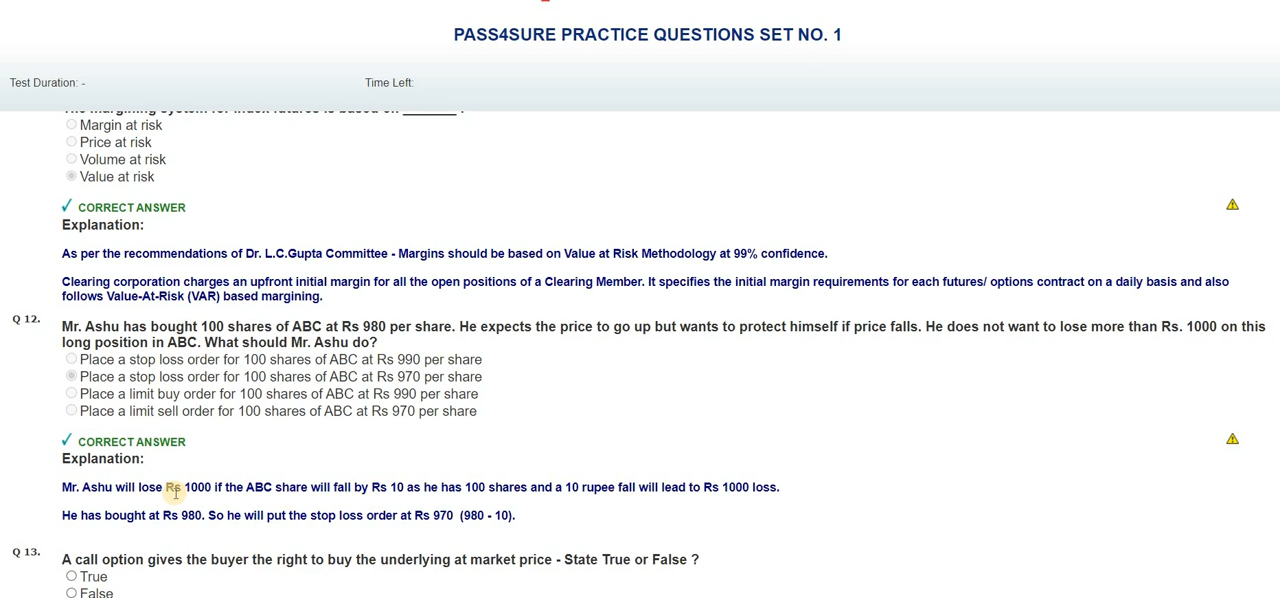 PASS4SURE PRACTICE QUESTIONS SET NO. 1
Test Duration: -
Time Left:
The margining system for index futures is based on _______ .
Margin at risk
Price at risk
Volume at risk
Value at risk
✓ CORRECT ANSWER
Explanation:
As per the recommendations of Dr. L.C.Gupta Committee - Margins should be based on Value at Risk Methodology at 99% confidence.
Clearing corporation charges an upfront initial margin for all the open positions of a Clearing Member. It specifies the initial margin requirements for each futures/ options contract on a daily basis and also
follows Value-At-Risk (VAR) based margining.
Q 12.
Mr. Ashu has bought 100 shares of ABC at Rs 980 per share. He expects the price to go up but wants to protect himself if price falls. He does not want to lose more than Rs. 1000 on this
long position in ABC. What should Mr. Ashu do?
Place a stop loss order for 100 shares of ABC at Rs 990 per share
Place a stop loss order for 100 shares of ABC at Rs 970 per share
Place a limit buy order for 100 shares of ABC at Rs 990 per share
Place a limit sell order for 100 shares of ABC at Rs 970 per share
✓ CORRECT ANSWER
Explanation:
Mr. Ashu will lose Rs 1000 if the ABC share will fall by Rs 10 as he has 100 shares and a 10 rupee fall will lead to Rs 1000 loss.
He has bought at Rs 980. So he will put the stop loss order at Rs 970 (980 - 10).
Q 13.
A call option gives the buyer the right to buy the underlying at market price - State True or False ?
True
False